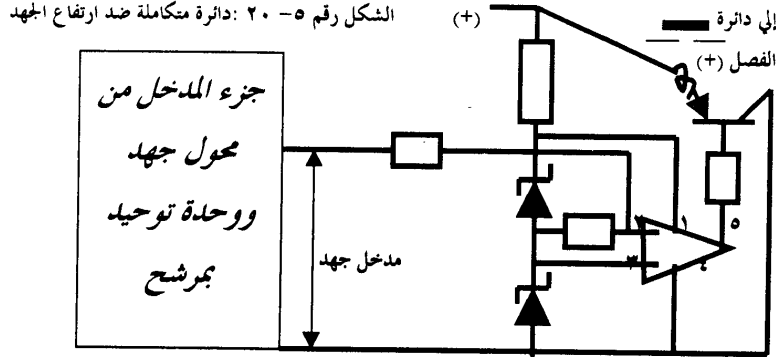 الشكل رقم ٥- ٢٠ :دائرة متكاملة ضد ارتفاع الجهد
(+)
إلي دائرة
الفصل (+)
جزء المدخل من
محول جهد
ووحدة توحيد
بمرشح
مدخل جهد
٢
١
٥
٣
٤